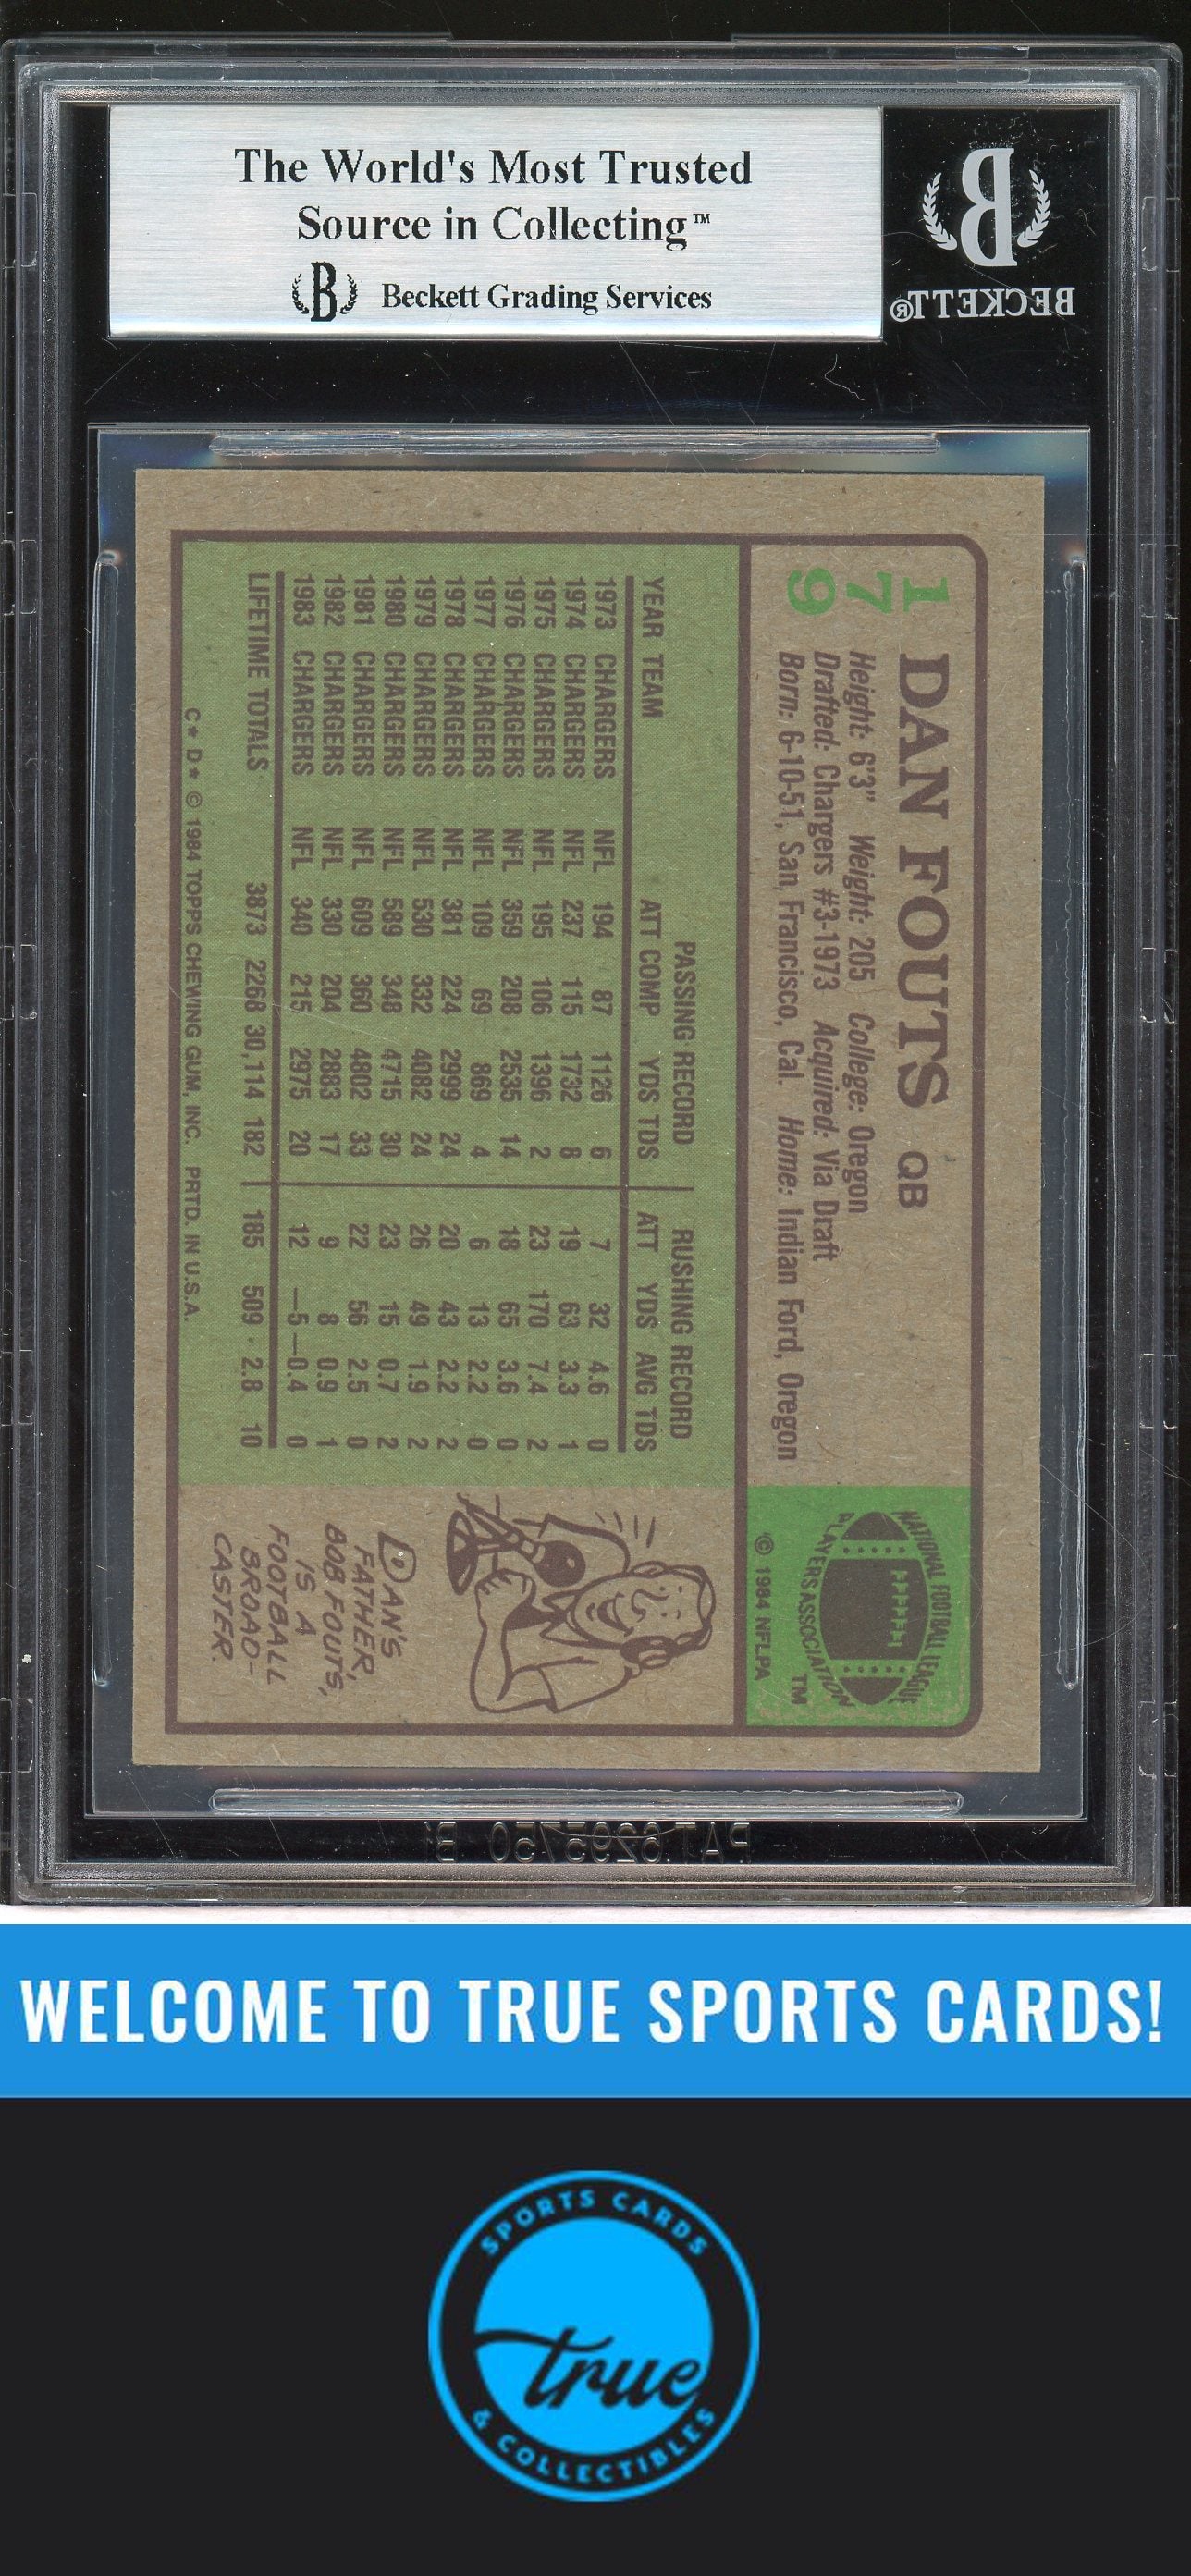 The World's Most Trusted
Source in Collecting™
B Beckett Grading Services
B
BECKETT®
179
DAN FOUTS QB
Height: 6'3" Weight: 205 College: Oregon
Drafted: Chargers #3-1973 Acquired: Via Draft
Born: 6-10-51, San Francisco, Cal. Home: Indian Ford, Oregon
NATIONAL FOOTBALL LEAGUE
PLAYERS ASSOCIATION
TM
© 1984 NFLPA
PASSING RECORD RUSHING RECORD
YEAR TEAM ATT COMP YDS TDS ATT YDS AVG TDS
1973 CHARGERS NFL 194 87 1126 6 7 32 4.6 0
1974 CHARGERS NFL 237 115 1732 8 19 63 3.3 1
1975 CHARGERS NFL 195 106 1396 2 23 170 7.4 2
1976 CHARGERS NFL 359 208 2535 14 18 65 3.6 0
1977 CHARGERS NFL 109 69 869 4 6 13 2.2 0
1978 CHARGERS NFL 381 224 2999 24 20 43 2.2 2
1979 CHARGERS NFL 530 332 4082 24 26 49 1.9 2
1980 CHARGERS NFL 589 348 4715 30 23 15 0.7 2
1981 CHARGERS NFL 609 360 4802 33 22 56 2.5 0
1982 CHARGERS NFL 330 204 2883 17 9 8 0.9 1
1983 CHARGERS NFL 340 215 2975 20 12 —5 —0.4 0
LIFETIME TOTALS 3873 2268 30,114 182 185 509 2.8 10
C* D* © 1984 TOPPS CHEWING GUM, INC. PRTD. IN U.S.A.
DAN'S
FATHER,
BOB FOUTS,
IS A
FOOTBALL
BROAD-
CASTER.
PAT.6295750 B1
WELCOME TO TRUE SPORTS CARDS!
SPORTS CARDS
true
& COLLECTIBLES